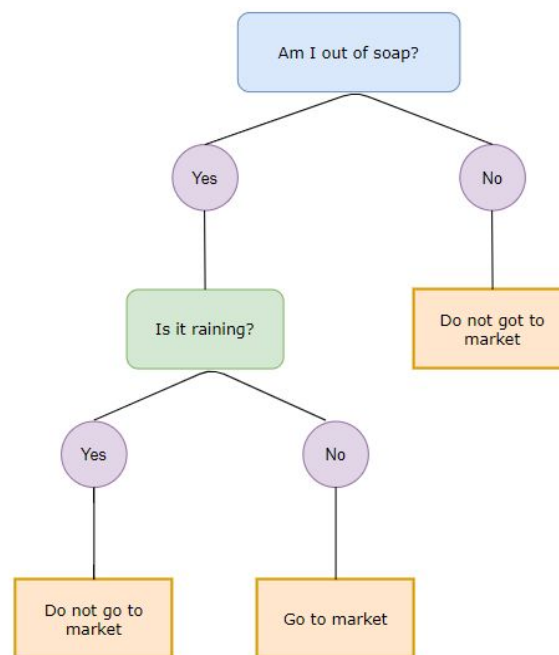 Am I out of soap?
Yes
No
Is it raining?
Do not got to
market
Yes
No
Do not go to
market
Go to market